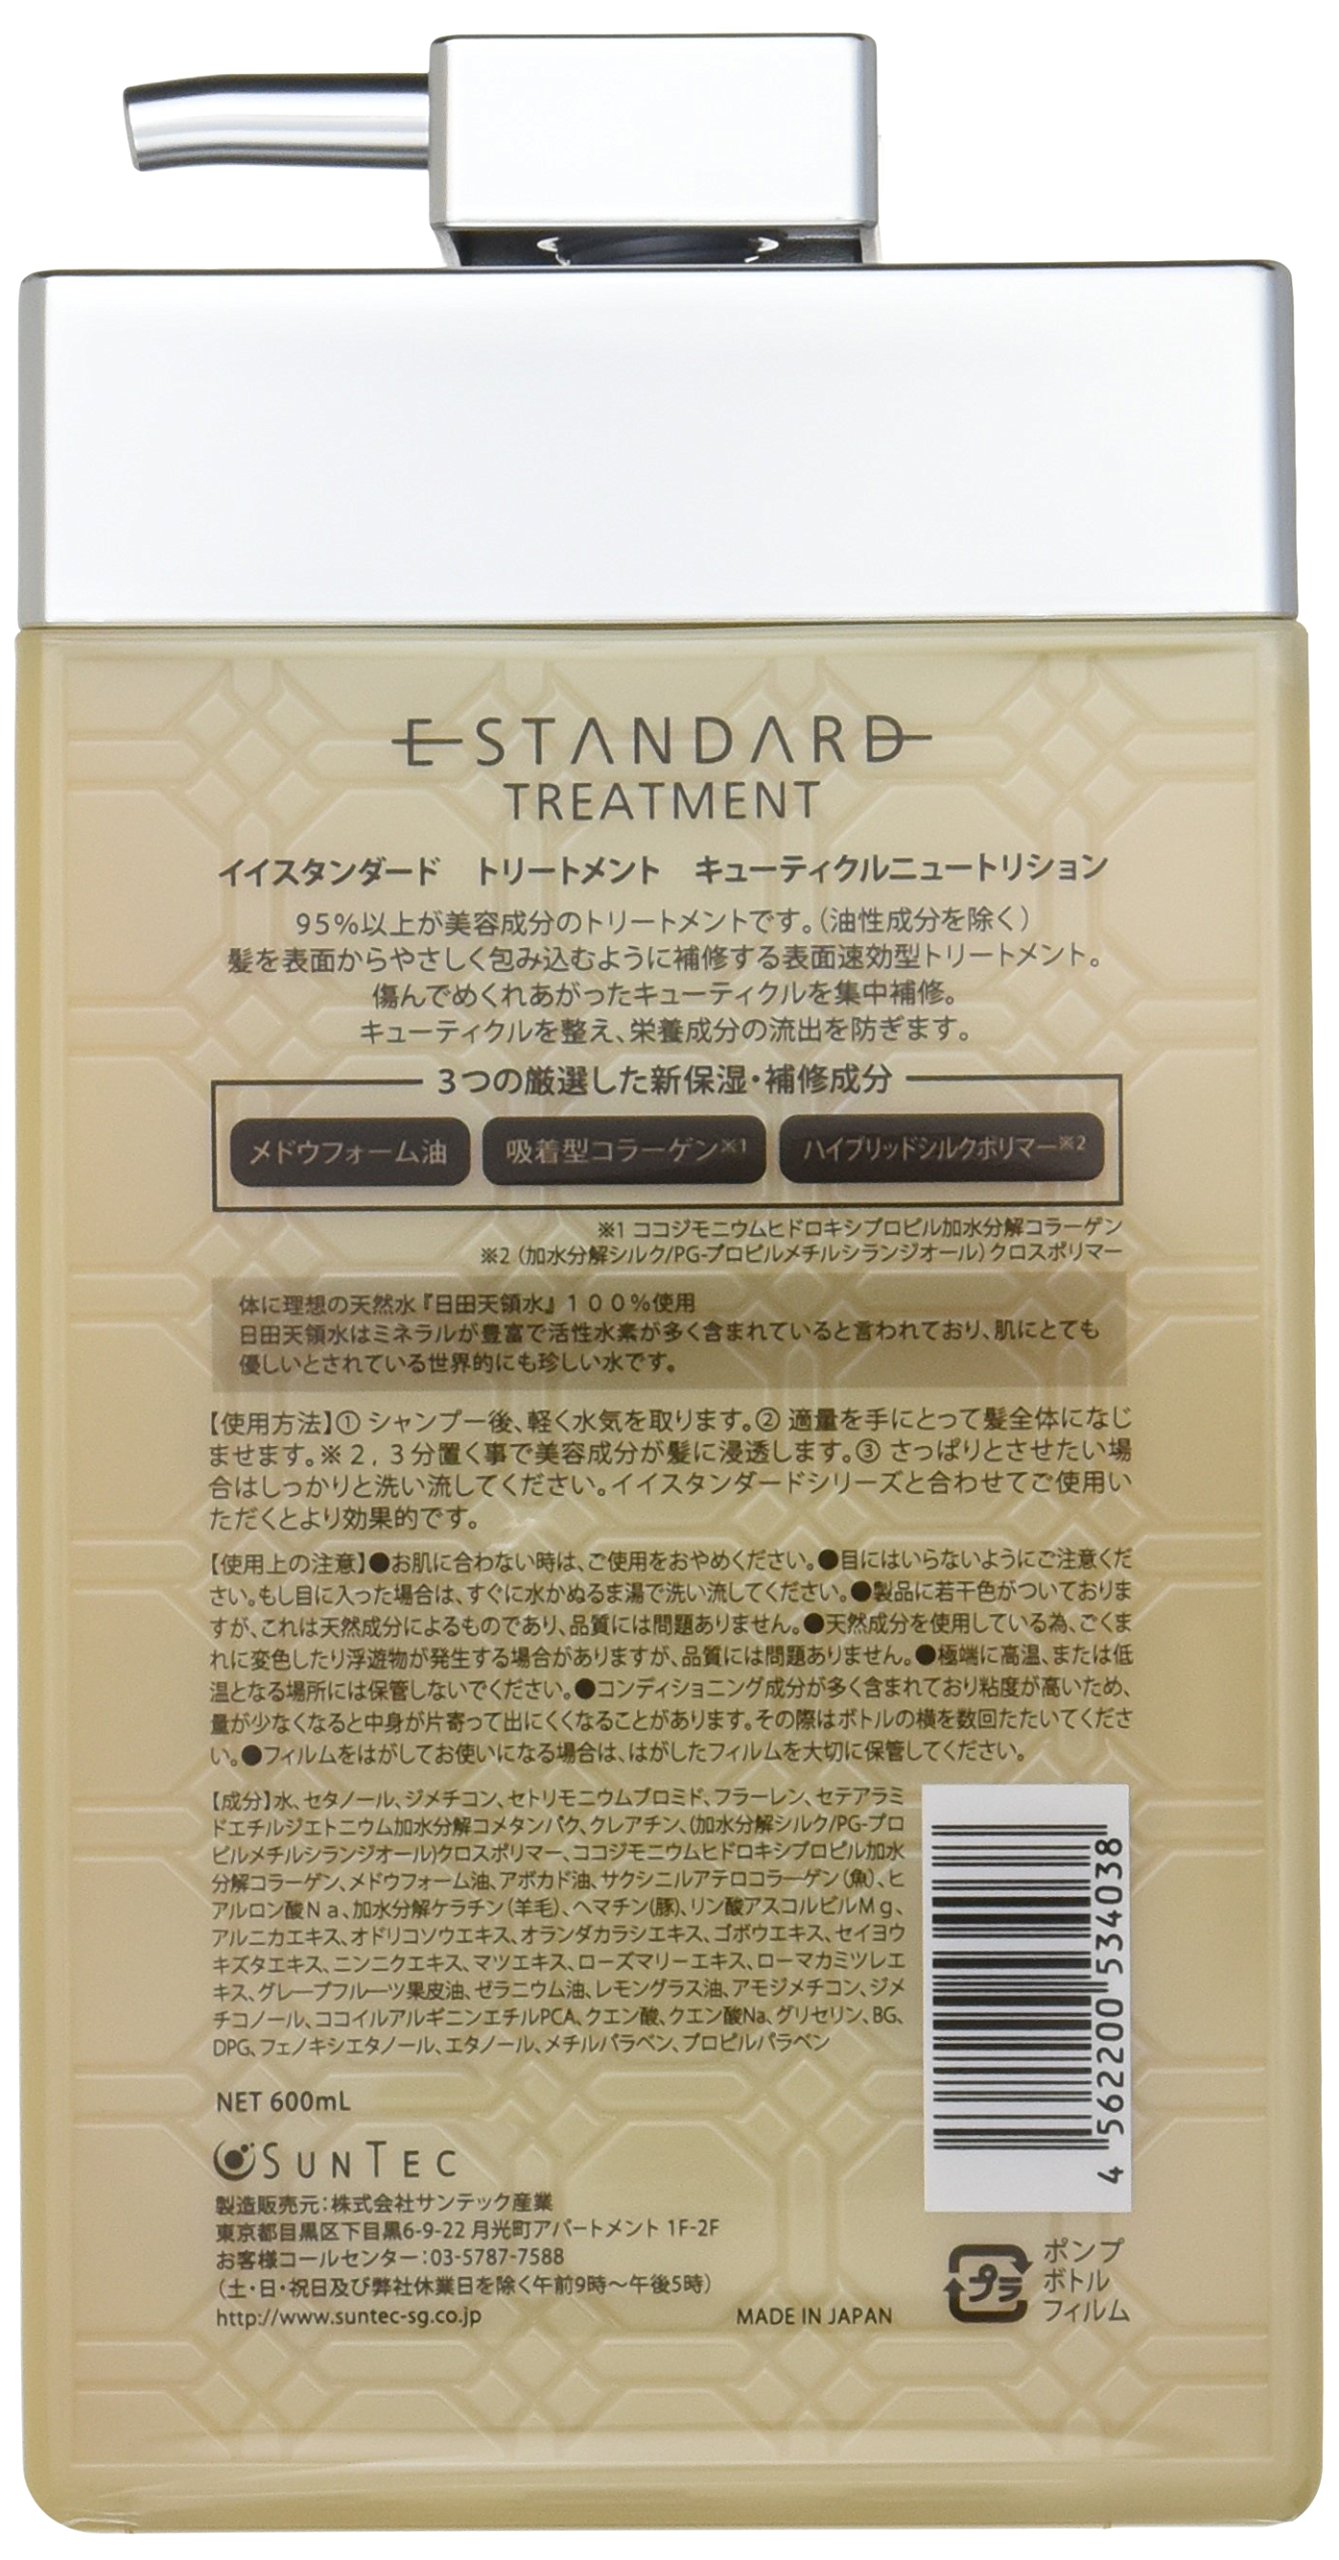 E STANDARD
TREATMENT
イイスタンダード　トリートメント　キューティクルニュートリション
95%以上が美容成分のトリートメントです。(油性成分を除く)
髪を表面からやさしく包み込むように補修する表面速効型トリートメント。
傷んでめくれあがったキューティクルを集中補修。
キューティクルを整え、栄養成分の流出を防ぎます。
3つの厳選した新保湿・補修成分
メドウフォーム油　吸着型コラーゲン※1　ハイブリッドシルクポリマー※2
※1 ココジモニウムヒドロキシプロピル加水分解コラーゲン
※2（加水分解シルク/PG-プロピルメチルシランジオール）クロスポリマー
体に理想の天然水『日田天領水』１００％使用
日田天領水はミネラルが豊富で活性水素が多く含まれていると言われており、肌にとても
優しいとされている世界的にも珍しい水です。
【使用方法】① シャンプー後、軽く水気を取ります。② 適量を手にとって髪全体になじ
ませます。※２，３分置く事で美容成分が髪に浸透します。③ さっぱりとさせたい場
合はしっかりと洗い流してください。イイスタンダードシリーズと合わせてご使用い
ただくとより効果的です。
【使用上の注意】●お肌に合わない時は、ご使用をおやめください。●目にはいらないようにご注意くだ
さい。もし目に入った場合は、すぐに水かぬるま湯で洗い流してください。●製品に若干色がついておりま
すが、これは天然成分によるものであり、品質には問題ありません。●天然成分を使用している為、ごくま
れに変色したり浮遊物が発生する場合がありますが、品質には問題ありません。●極端に高温、または低
温となる場所には保管しないでください。●コンディショニング成分が多く含まれており粘度が高いため、
量が少なくなると中身が片寄って出にくくなることがあります。その際はボトルの横を数回たたいてくださ
い。●フィルムをはがしてお使いになる場合は、はがしたフィルムを大切に保管してください。
【成分】水、セタノール、ジメチコン、セトリモニウムブロミド、フラーレン、セテアラミ
ドエチルジエトニウム加水分解コメタンパク、クレアチン、(加水分解シルク/PG-プロ
ピルメチルシランジオール)クロスポリマー、ココジモニウムヒドロキシプロピル加水
分解コラーゲン、メドウフォーム油、アボカド油、サクシニルアテロコラーゲン（魚）、ヒ
アルロン酸Ｎａ、加水分解ケラチン（羊毛）、ヘマチン(豚)、リン酸アスコルビルＭｇ、
アルニカエキス、オドリコソウエキス、オランダカラシエキス、ゴボウエキス、セイヨウ
キズタエキス、ニンニクエキス、マツエキス、ローズマリーエキス、ローマカミツレエ
キス、グレープフルーツ果皮油、ゼラニウム油、レモングラス油、アモジメチコン、ジメ
チコノール、ココイルアルギニンエチルPCA、クエン酸、クエン酸Na、グリセリン、BG、
DPG、フェノキシエタノール、エタノール、メチルパラベン、プロピルパラベン
4 562200 534038
NET 600mL
SUNTEC
製造販売元：株式会社サンテック産業
東京都目黒区下目黒6-9-22 月光町アパートメント 1F-2F
お客様コールセンター：03-5787-7588
（土・日・祝日及び弊社休業日を除く午前9時～午後5時）
http://www.suntec-sg.co.jp
MADE IN JAPAN
プラ
ポンプ
ボトル
フィルム